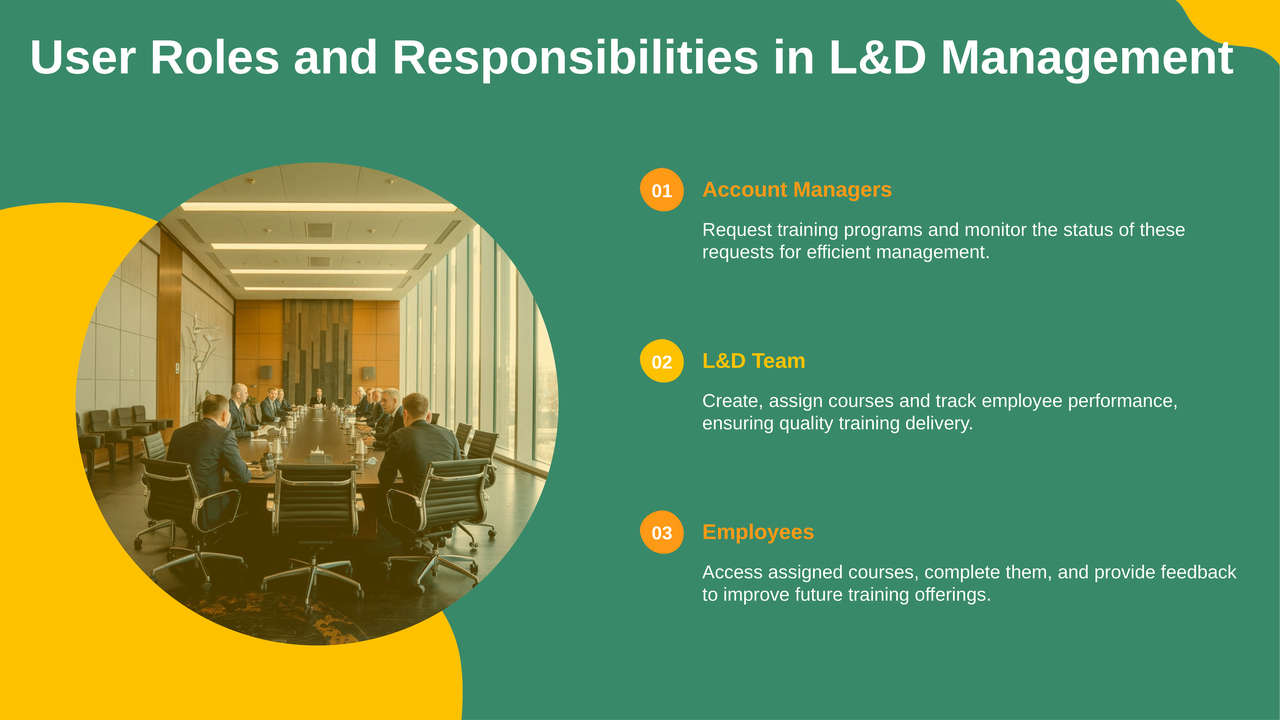 User Roles and Responsibilities in L&D Management
01
Account Managers
Request training programs and monitor the status of these
requests for efficient management.
02
L&D Team
Create, assign courses and track employee performance,
ensuring quality training delivery.
03
Employees
Access assigned courses, complete them, and provide feedback
to improve future training offerings.